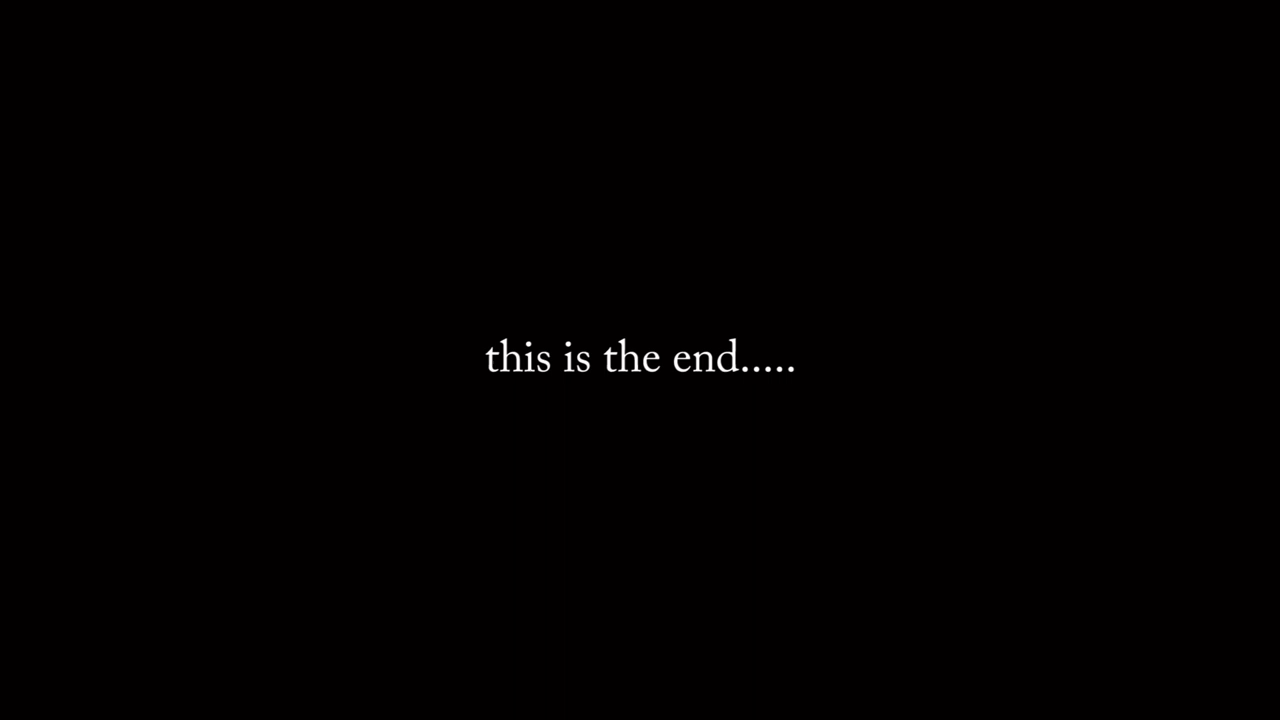 this is the end.....